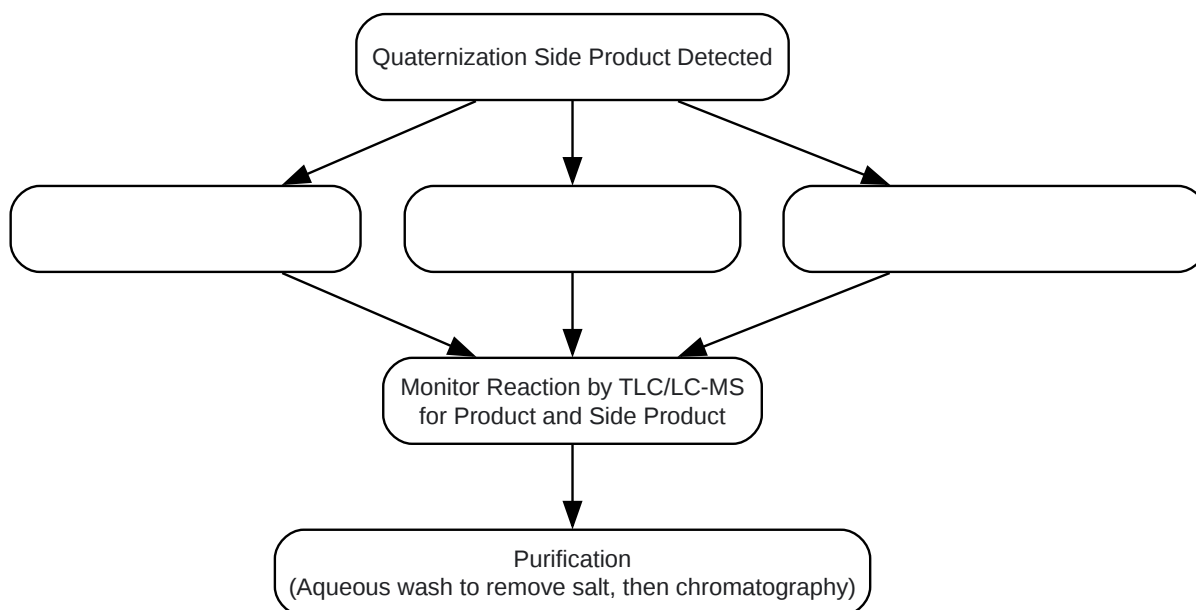 Quaternization Side Product Detected
Monitor Reaction by TLC/LC-MS
for Product and Side Product
Purification
(Aqueous wash to remove salt, then chromatography)